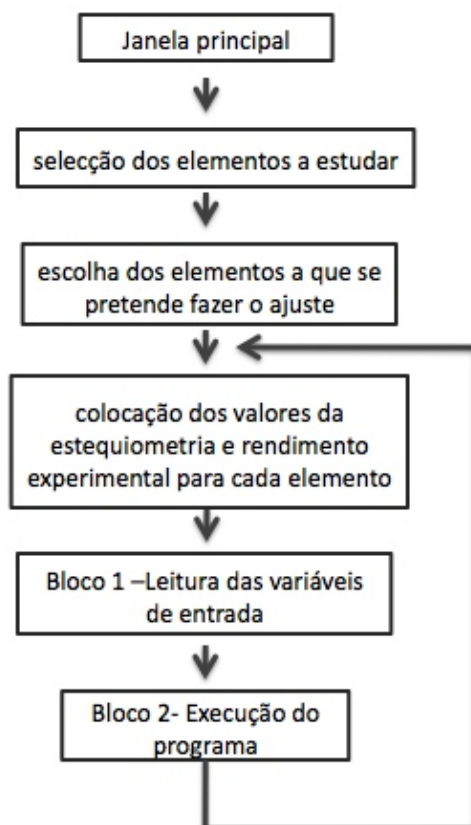 Janela principal
selecção dos elementos a estudar
escolha dos elementos a que se
pretende fazer o ajuste
colocação dos valores da
estequiometria e rendimento
experimental para cada elemento
Bloco 1 –Leitura das variáveis
de entrada
Bloco 2- Execução do
programa